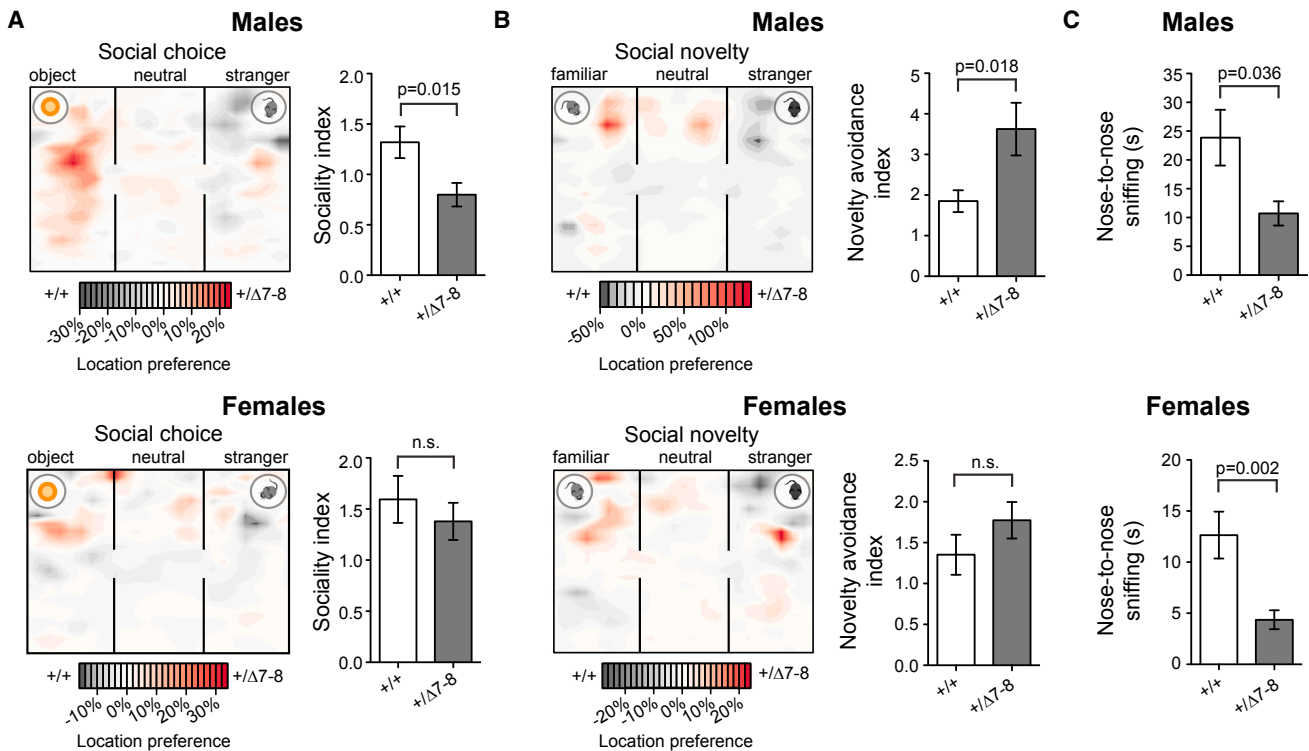 A
Males
Social choice
object neutral stranger
Sociality index
2.0
1.5
1.0
0.5
0.0
p=0.015
+/+
+/Δ7-8
+/+ +/Δ7-8
-30% -20% -10% 0% 10% 20%
Location preference
B
Males
Social novelty
familiar neutral stranger
Novelty avoidance
index
5
4
3
2
1
0
p=0.018
+/+
+/Δ7-8
+/+ +/Δ7-8
-50% 0% 50% 100%
Location preference
C
Males
Nose-to-nose
sniffing (s)
35
30
25
20
15
10
5
0
p=0.036
+/+
+/Δ7-8
Females
Social choice
object neutral stranger
Sociality index
2.0
1.5
1.0
0.5
0.0
n.s.
+/+
+/Δ7-8
+/+ +/Δ7-8
-10% 0% 10% 20% 30%
Location preference
Females
Social novelty
familiar neutral stranger
Novelty avoidance
index
2.5
2.0
1.5
1.0
0.5
0.0
n.s.
+/+
+/Δ7-8
+/+ +/Δ7-8
-20% -10% 0% 10% 20%
Location preference
Females
Nose-to-nose
sniffing (s)
20
15
10
5
0
p=0.002
+/+
+/Δ7-8